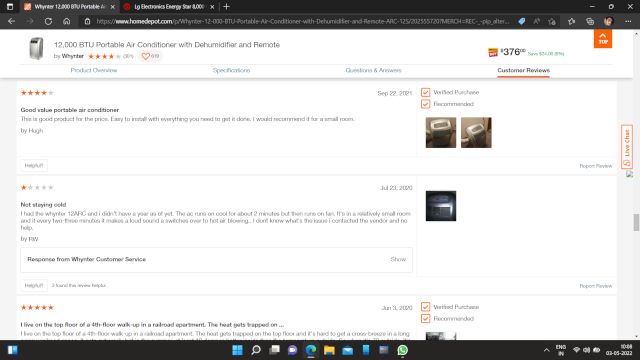 Whynter 12,000 BTU Portable Air
Lg Electronics Energy Star 8,000
https://www.homedepot.com/p/Whynter-12-000-BTU-Portable-Air-Conditioner-with-Dehumidifier-and-Remote-ARC-12S/202555720?MERCH=REC-_-pip_alter...
12,000 BTU Portable Air Conditioner with Dehumidifier and Remote
by Whynter
619
$37600
Save $24.00 (6%)
TOP
Product Overview
Specifications
Questions & Answers
Customer Reviews
Sep 22, 2021
Verified Purchase
Recommended
Good value portable air conditioner
This is good product for the price. Easy to install with everything you need to get it done. I would recommend it for a small room.
by Hugh
Live Chat
Helpful?
Report Review
Jul 23, 2020
Not staying cold
I had the whynter 12ARC and i didn't have a year as of yet. The ac runs on cool for about 2 minutes but then runs on fan. It's in a relatively small room
and it every two-three minutes it makes a loud sound a switches over to hot air blowing.. I dont know what's the issue i contacted the vendor and no
help.
by RW
Response from Whynter Customer Service
Show
Helpful?
3 found this review helpful
Report Review
Jun 3, 2020
Verified Purchase
Recommended
I live on the top floor of a 4th-floor walk-up in a railroad apartment. The heat gets trapped on ...
I live on the top floor of a 4th-floor walk-up in a railroad apartment. The heat gets trapped on the top floor and it's hard to get a cross-breeze in a long
ENG
IN
10:08
03-05-2022